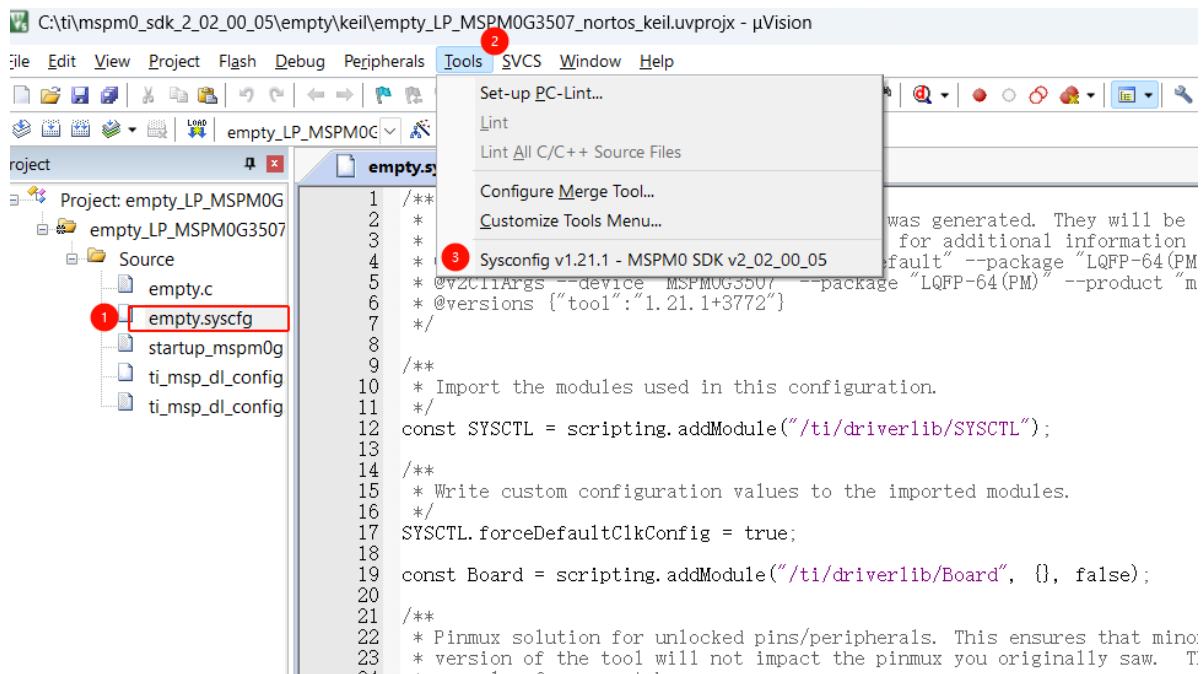 C:\ti\mspm0_sdk_2_02_00_05\empty\keil\empty_LP_MSPM0G3507_nortos_keil.uvprojx - µVision
2
File Edit View Project Flash Debug Peripherals Tools SVCS Window Help
Set-up PC-Lint...
Lint
Lint All C/C++ Source Files
Configure Merge Tool...
Customize Tools Menu...
3 Sysconfig v1.21.1 - MSPM0 SDK v2_02_00_05
LOAD empty_LP_MSPM0G
roject
Project: empty_LP_MSPM0G
empty_LP_MSPM0G3507
Source
empty.c
1 empty.syscfg
startup_mspm0g
ti_msp_dl_config
ti_msp_dl_config
empty.sy
1 /**
2 * was generated. They will be
3 * for additional information
4 * efault" --package "LQFP-64(PM
5 * @v2CliArgs --device "MSPM0G3507" --package "LQFP-64(PM)" --product "m
6 * @versions {"tool":"1.21.1+3772"}
7 */
8
9 /**
10 * Import the modules used in this configuration.
11 */
12 const SYSCTL = scripting.addModule("/ti/driverlib/SYSCTL");
13
14 /**
15 * Write custom configuration values to the imported modules.
16 */
17 SYSCTL.forceDefaultClkConfig = true;
18
19 const Board = scripting.addModule("/ti/driverlib/Board", {}, false);
20
21 /**
22 * Pinmux solution for unlocked pins/peripherals. This ensures that mino
23 * version of the tool will not impact the pinmux you originally saw. T